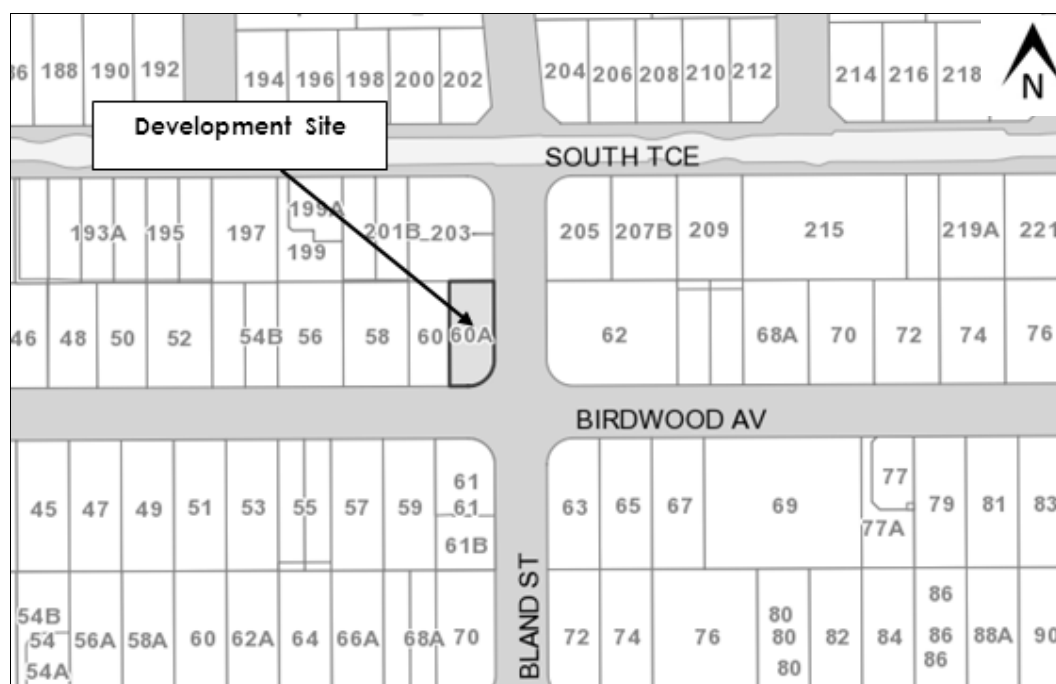 188 190 192
194 196 198 200 202
204 206 208 210 212
214 216 218
N
Development Site
SOUTH TCE
193A 195 197 199A
199
201B 203
205 207B 209 215 219A 221
46 48 50 52 54B 56 58 60 60A
62 68A 70 72 74 76
BIRDWOOD AV
45 47 49 51 53 55 57 59 61
61
61B
63 65 67 69 77
77A
79 81 83
BLAND ST
54B
54
54A
56A 58A 60 62A 64 66A 68A 70
72 74 76 80
80
80
82 84 86
86
86
88A 90